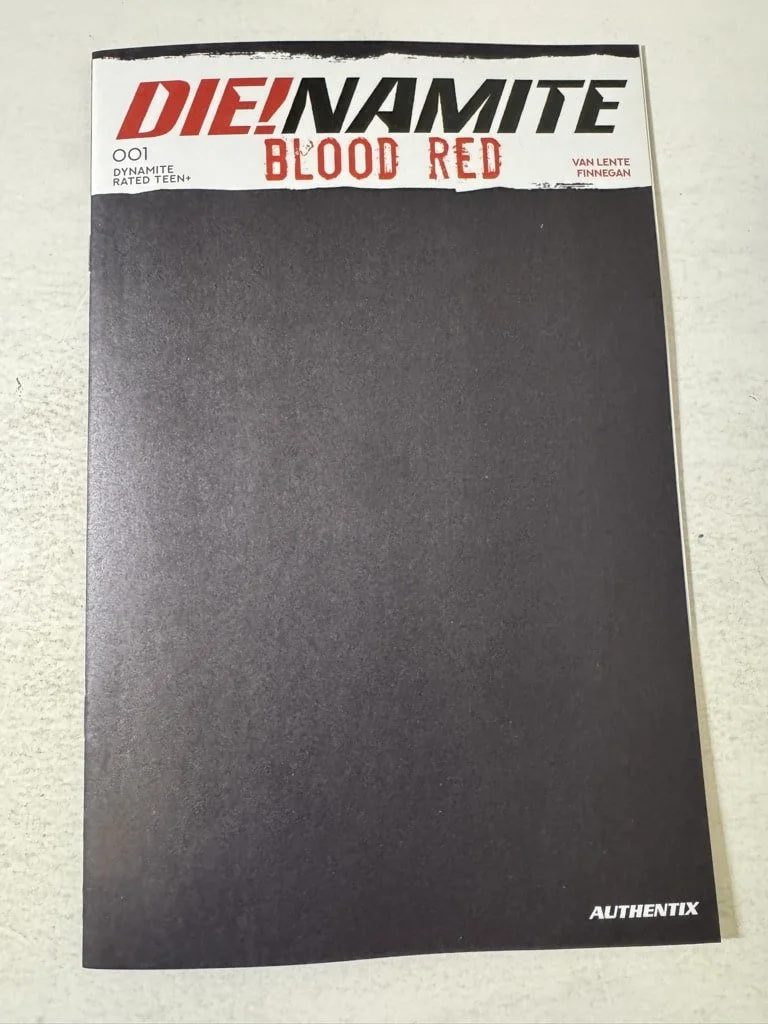 DIE!NAMITE
BLOOD RED
001
DYNAMITE
RATED TEEN+
VAN LENTE
FINNEGAN
AUTHENTIX